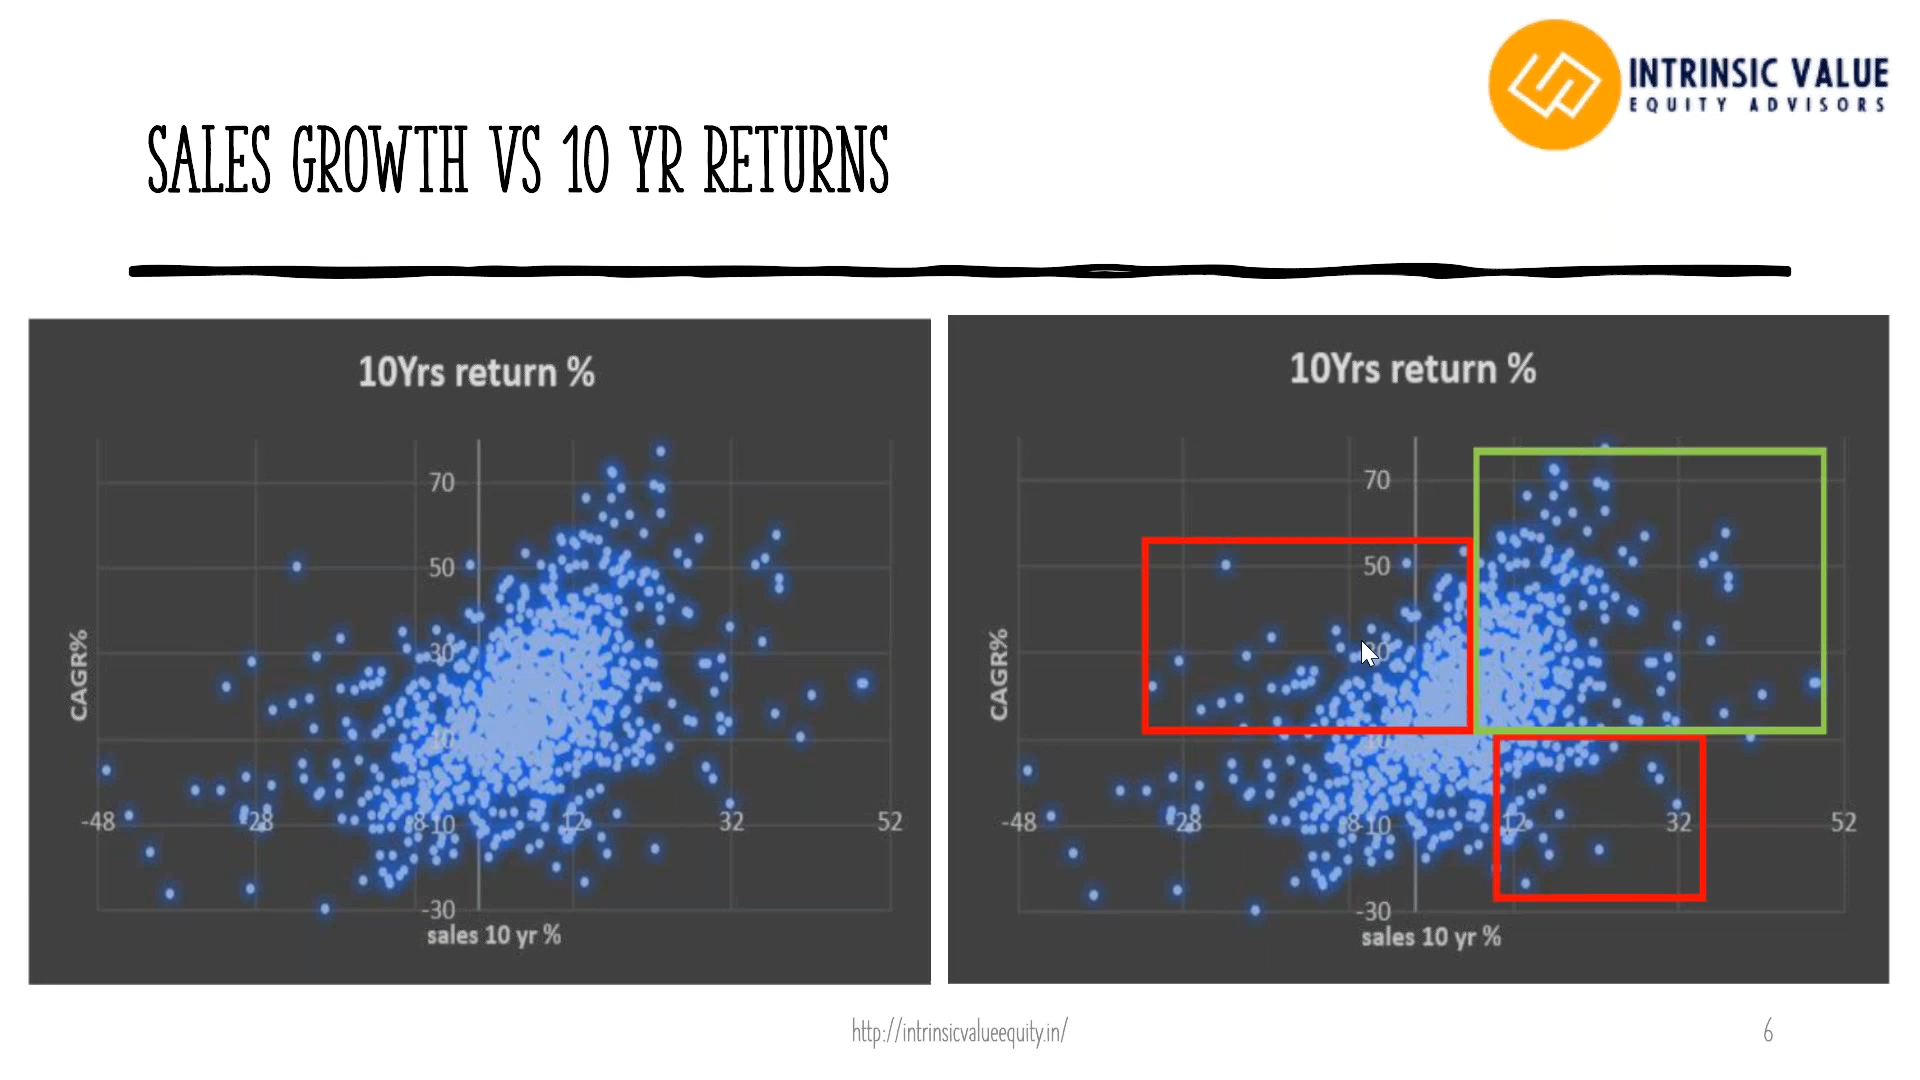 INTRINSIC VALUE
EQUITY ADVISORS
SALES GROWTH VS 10 YR RETURNS
10Yrs return %
70
50
30
10
-10
-30
-48
-28
-8
12
32
52
CAGR%
sales 10 yr %
10Yrs return %
70
50
30
10
-10
-30
-48
-28
-8
12
32
52
CAGR%
sales 10 yr %
http://intrinsicvalueequity.in/
6